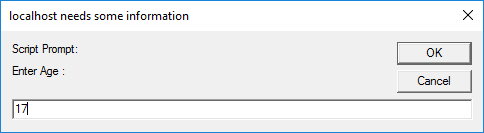 localhost needs some information
Script Prompt:
OK
Enter Age :
Cancel
17